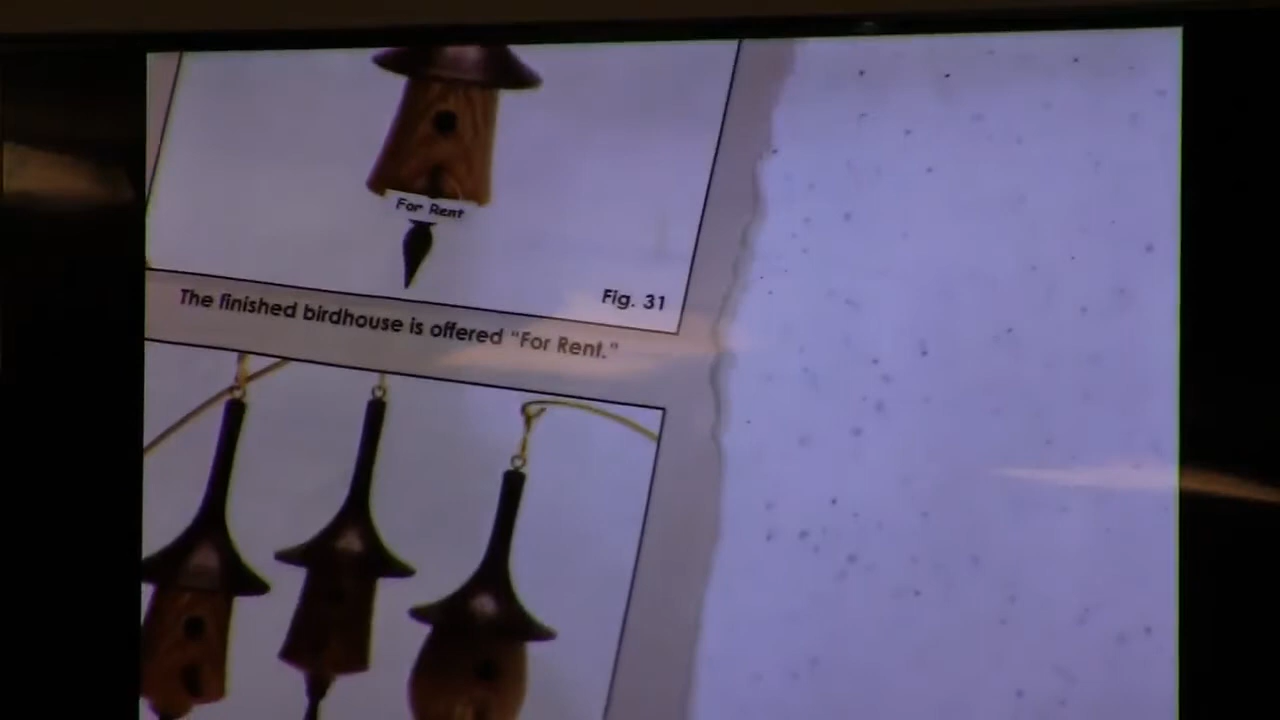 For Rent
Fig. 31
The finished birdhouse is offered "For Rent."